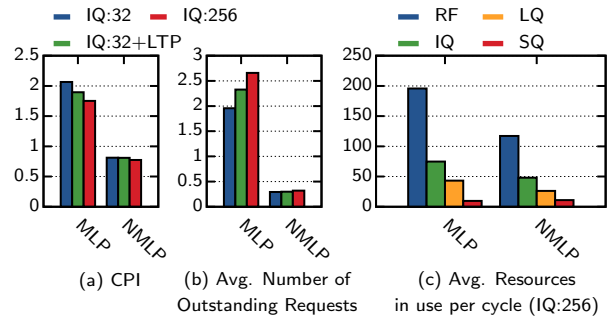 IQ:32 IQ:256
IQ:32+LTP
RF LQ
IQ SQ
2.5
2
1.5
1
0.5
0
MLP NMLP
(a) CPI
3
2.5
2
1.5
1
0.5
0
MLP NMLP
(b) Avg. Number of
Outstanding Requests
250
200
150
100
50
0
MLP NMLP
(c) Avg. Resources
in use per cycle (IQ:256)